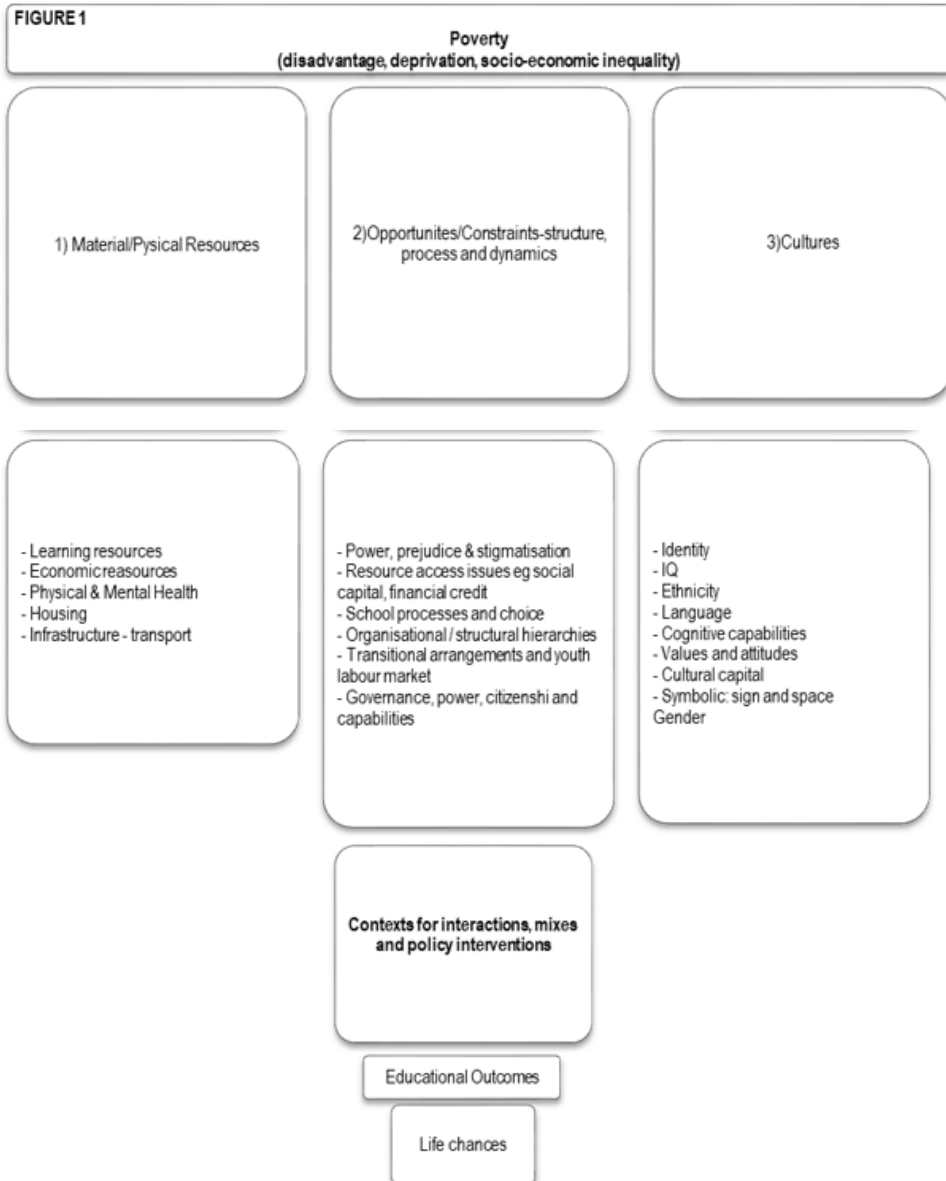 FIGURE 1
Poverty
(disadvantage, deprivation, socio-economic inequality)
1) Material/Pysical Resources
2)Opportunites/Constraints-structure,
process and dynamics
3)Cultures
- Learning resources
- Economic reasources
- Physical & Mental Health
- Housing
- Infrastructure - transport
- Power, prejudice & stigmatisation
- Resource access issues eg social
capital, financial credit
- School processes and choice
- Organisational / structural hierarchies
- Transitional arrangements and youth
labour market
- Governance, power, citizenshi and
capabilities
- Identity
- IQ
- Ethnicity
- Language
- Cognitive capabilities
- Values and attitudes
- Cultural capital
- Symbolic: sign and space
Gender
Contexts for interactions, mixes
and policy interventions
Educational Outcomes
Life chances